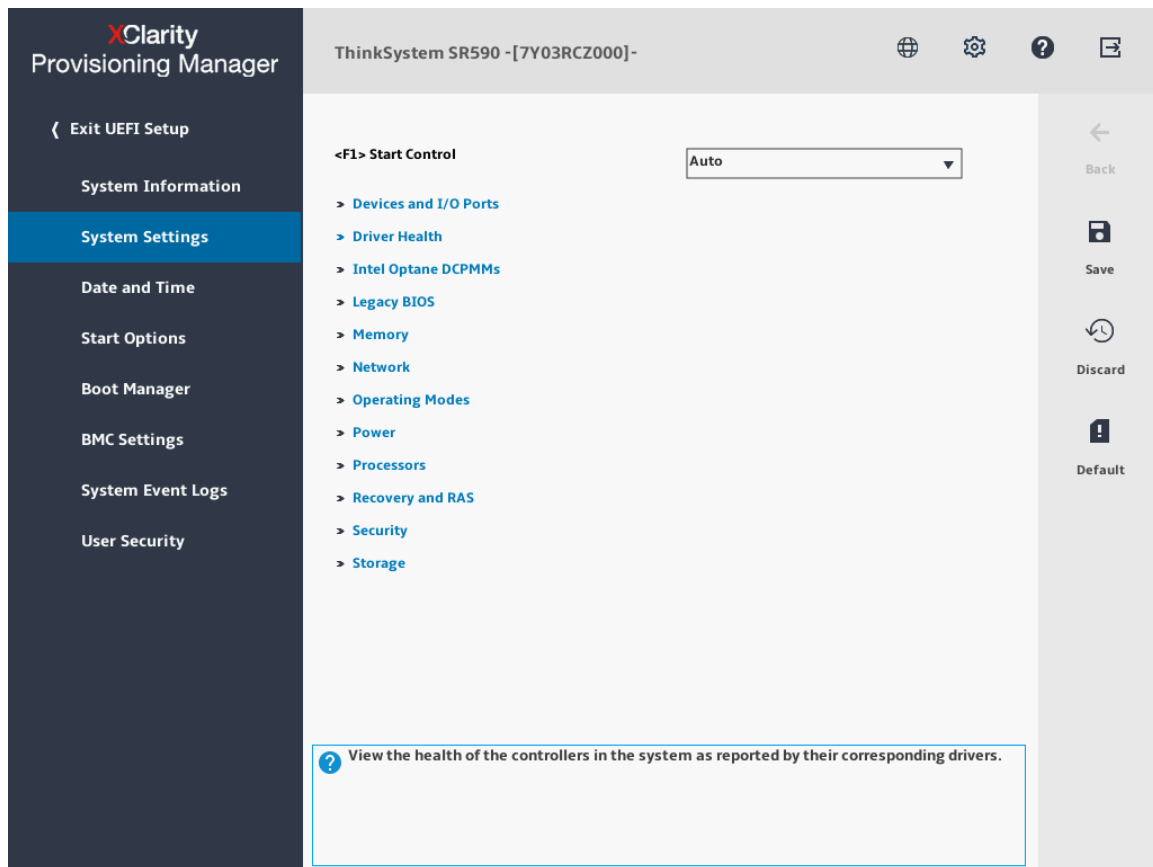 XClarity
Provisioning Manager
ThinkSystem SR590 -[7Y03RCZ000]-
❬ Exit UEFI Setup
System Information
System Settings
Date and Time
Start Options
Boot Manager
BMC Settings
System Event Logs
User Security
<F1> Start Control
Auto
Devices and I/O Ports
Driver Health
Intel Optane DCPMMs
Legacy BIOS
Memory
Network
Operating Modes
Power
Processors
Recovery and RAS
Security
Storage
View the health of the controllers in the system as reported by their corresponding drivers.
Back
Save
Discard
Default